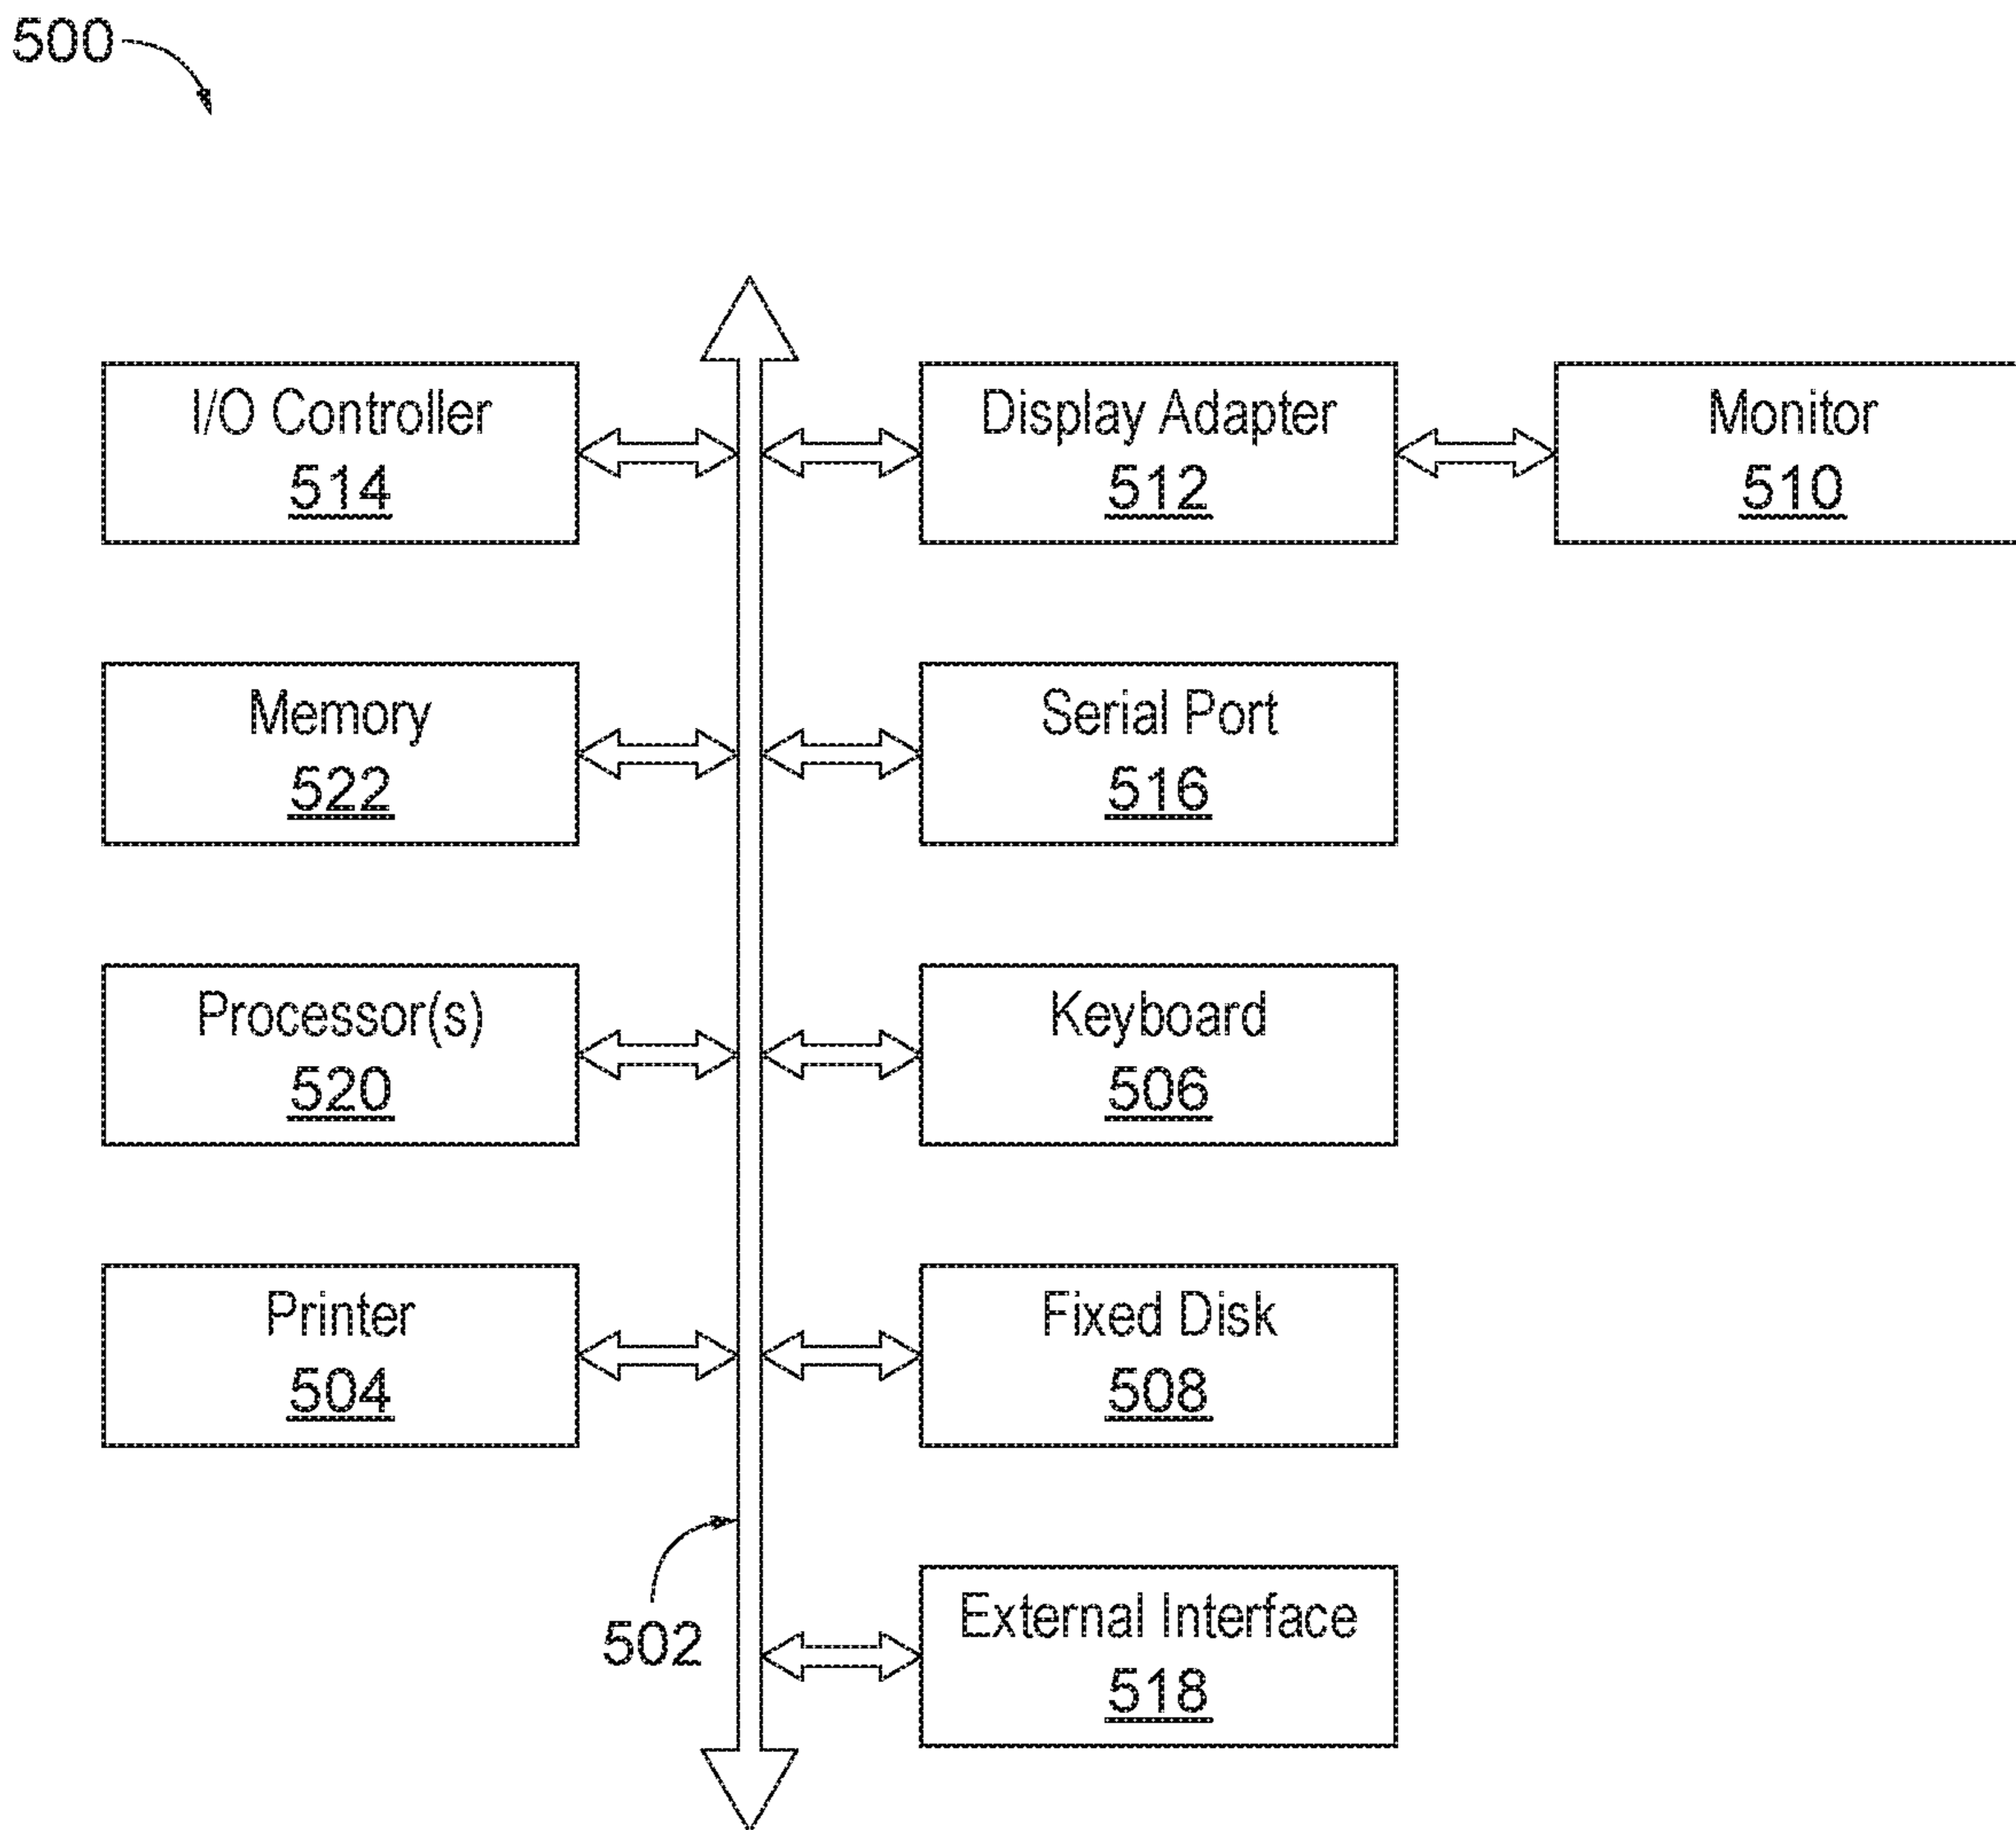 500
I/O Controller
514
Display Adapter
512
Monitor
510
Memory
522
Serial Port
516
Processor(s)
520
Keyboard
506
Printer
504
Fixed Disk
508
502
External Interface
518